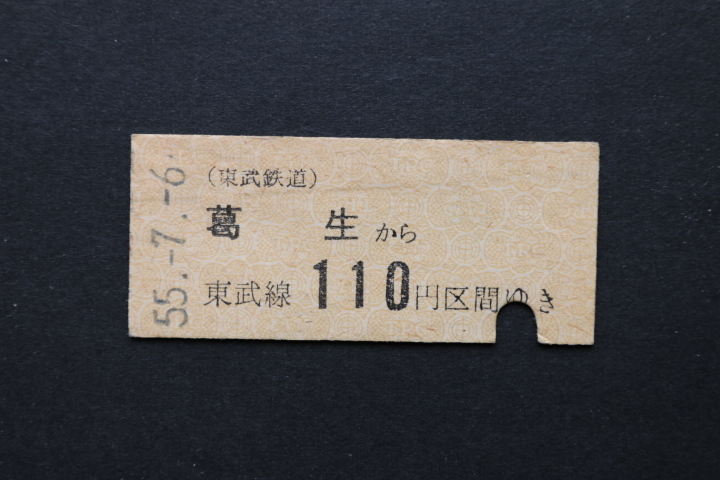 55.-7.-6
(東武鉄道)
葛生から
東武線 110円区間ゆき